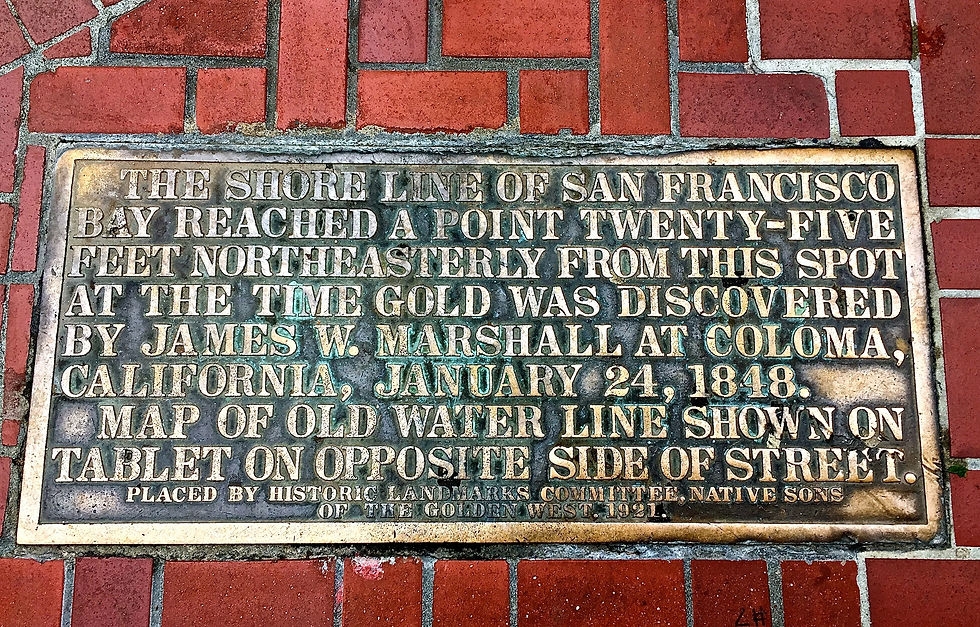 THE SHORE LINE OF SAN FRANCISCO
BAY REACHED A POINT TWENTY-FIVE
FEET NORTHEASTERLY FROM THIS SPOT
AT THE TIME GOLD WAS DISCOVERED
BY JAMES W. MARSHALL AT COLOMA,
CALIFORNIA, JANUARY 24, 1848.
MAP OF OLD WATER LINE SHOWN ON
TABLET ON OPPOSITE SIDE OF STREET.
PLACED BY HISTORIC LANDMARKS COMMITTEE, NATIVE SONS
OF THE GOLDEN WEST. 1921.